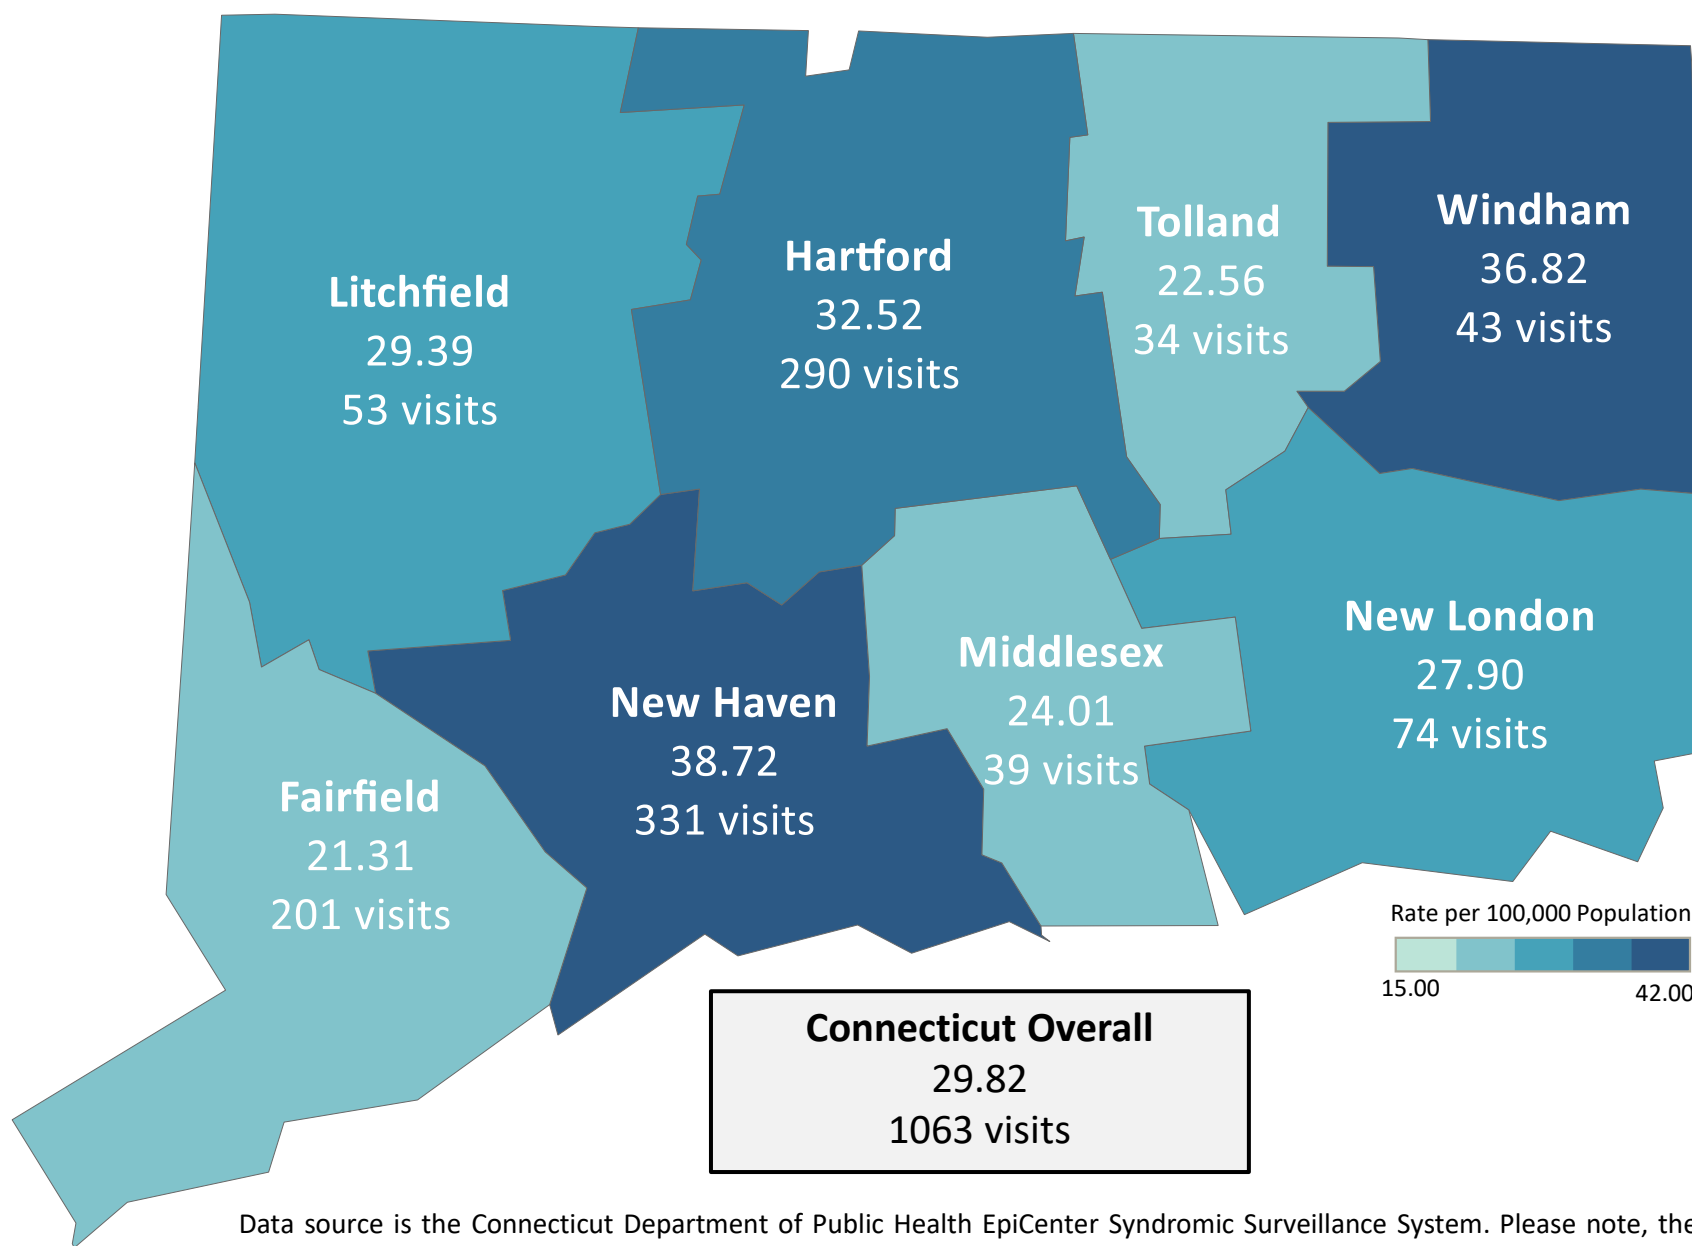 Litchfield
29.39
53 visits
Hartford
32.52
290 visits
Tolland
22.56
34 visits
Windham
36.82
43 visits
New Haven
38.72
331 visits
Middlesex
24.01
39 visits
New London
27.90
74 visits
Fairfield
21.31
201 visits
Rate per 100,000 Population
15.00
42.00
Connecticut Overall
29.82
1063 visits
Data source is the Connecticut Department of Public Health EpiCenter Syndromic Surveillance System. Please note, the